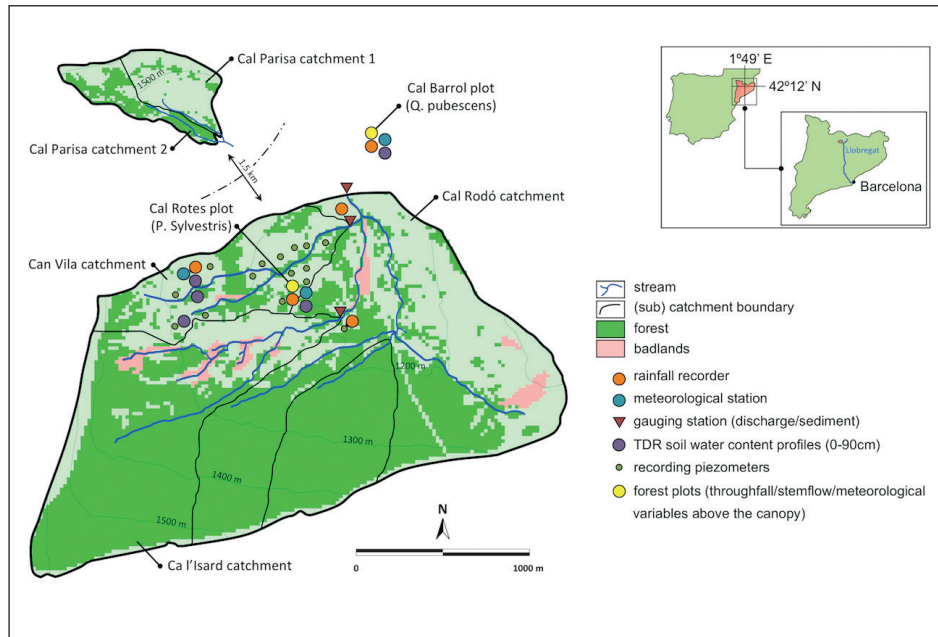 Cal Parisa catchment 1
1500 m
Cal Parisa catchment 2
1.5 km
Cal Barrol plot
(Q. pubescens)
Cal Rotes plot
(P. Sylvestris)
Cal Rodó catchment
Can Vila catchment
1200 m
1300 m
1400 m
1500 m
Ca l'Isard catchment
N
0
1000 m
1º49' E
42º12' N
Llobregat
Barcelona
stream
(sub) catchment boundary
forest
badlands
rainfall recorder
meteorological station
gauging station (discharge/sediment)
TDR soil water content profiles (0-90cm)
recording piezometers
forest plots (throughfall/stemflow/meteorological
variables above the canopy)